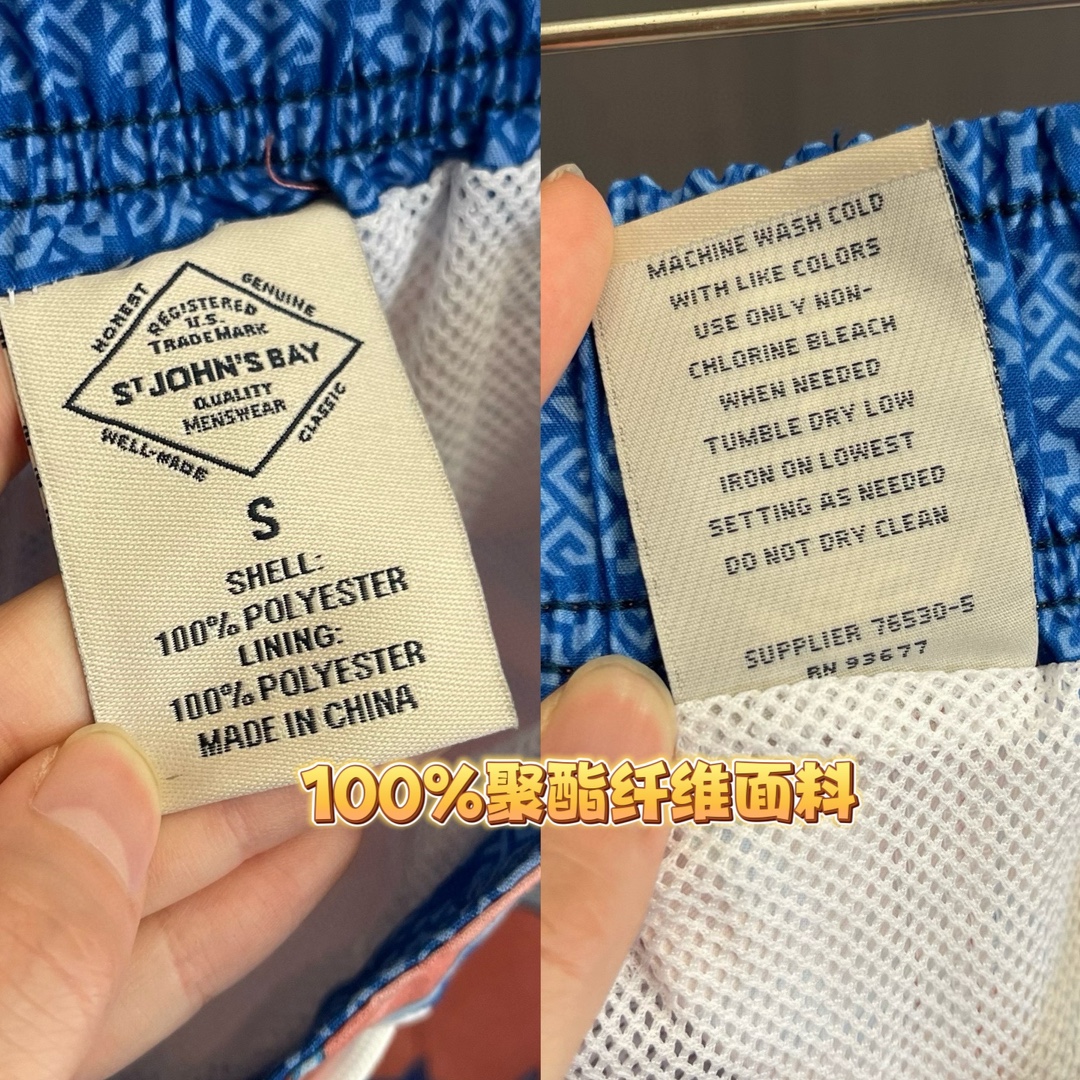 HONEST
GENUINE
REGISTERED
U.S.
TRADEMARK
ST JOHN'S BAY
QUALITY
MENSWEAR
WELL-MADE
CLASSIC
S
SHELL:
100% POLYESTER
LINING:
100% POLYESTER
MADE IN CHINA
MACHINE WASH COLD
WITH LIKE COLORS
USE ONLY NON-
CHLORINE BLEACH
WHEN NEEDED
TUMBLE DRY LOW
IRON ON LOWEST
SETTING AS NEEDED
DO NOT DRY CLEAN
SUPPLIER 76530-5
RN 93677
100%聚酯纤维面料